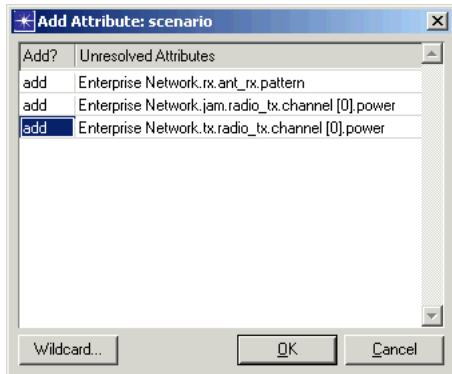 Add Attribute: scenario
Add? Unresolved Attributes
add Enterprise Network.rx.ant_rx.pattern
add Enterprise Network.jam.radio_tx.channel [0].power
add Enterprise Network.tx.radio_tx.channel [0].power
Wildcard... OK Cancel